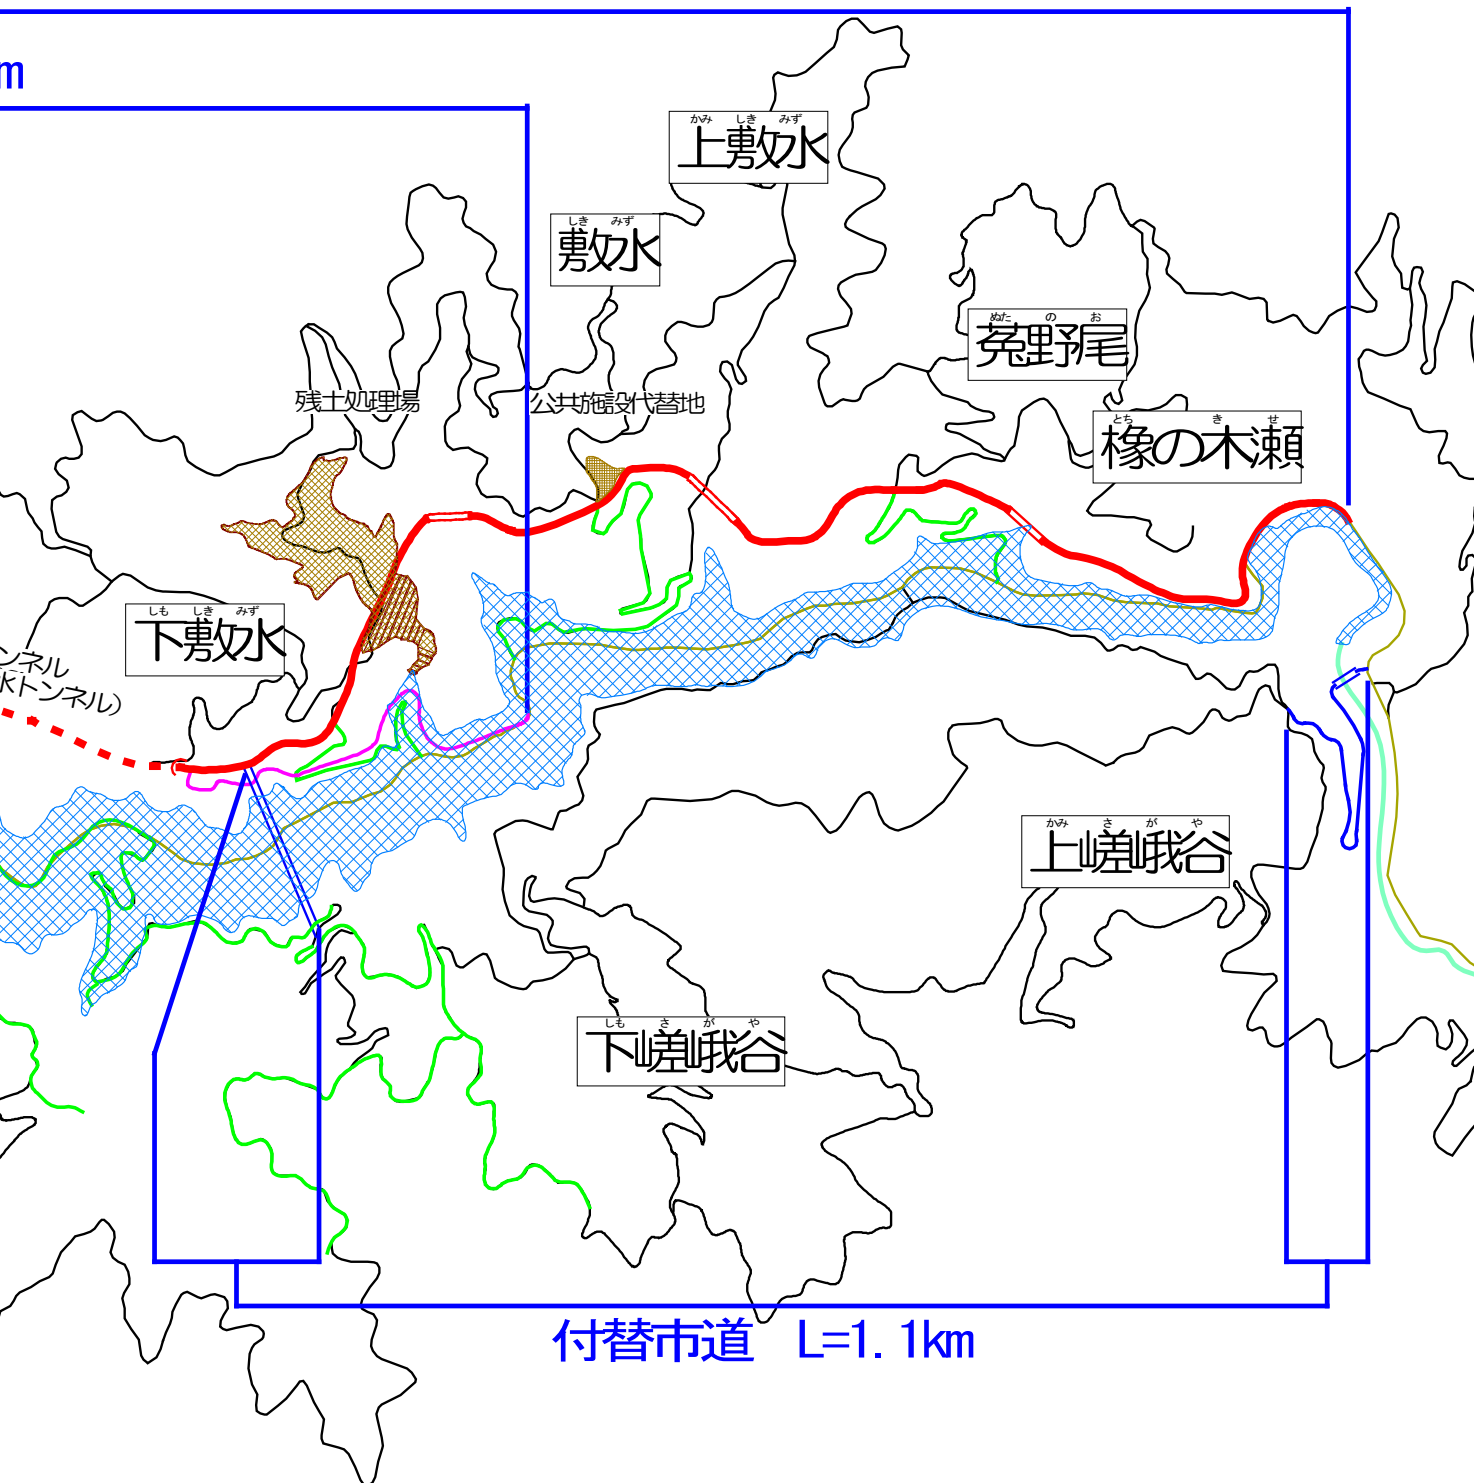 m
かみ しき みず
上敷水
しき みず
敷水
ぬた の お
菟野尾
残土処理場
公共施設代替地
とち き せ
橡の木瀬
しも しき みず
下敷水
ンネル
水トンネル)
かみ さ が や
上嵯峨谷
しも さ が や
下嵯峨谷
付替市道 L=1.1km